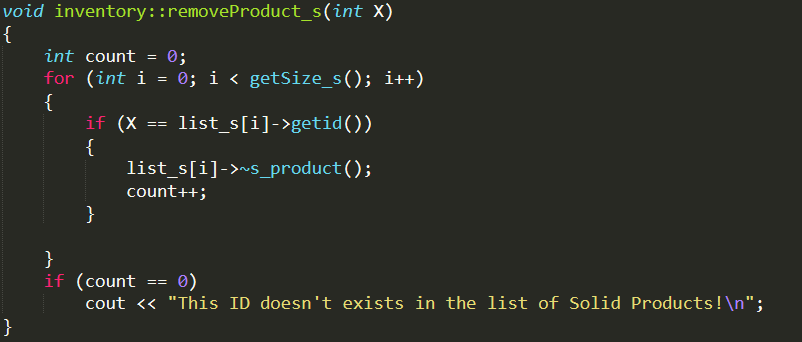 void inventory::removeProduct_s(int X)
{
    int count = 0;
    for (int i = 0; i < getSize_s(); i++)
    {
        if (X == list_s[i]->getid())
        {
            list_s[i]->~s_product();
            count++;
        }

    }
    if (count == 0)
        cout << "This ID doesn't exists in the list of Solid Products!\n";
}